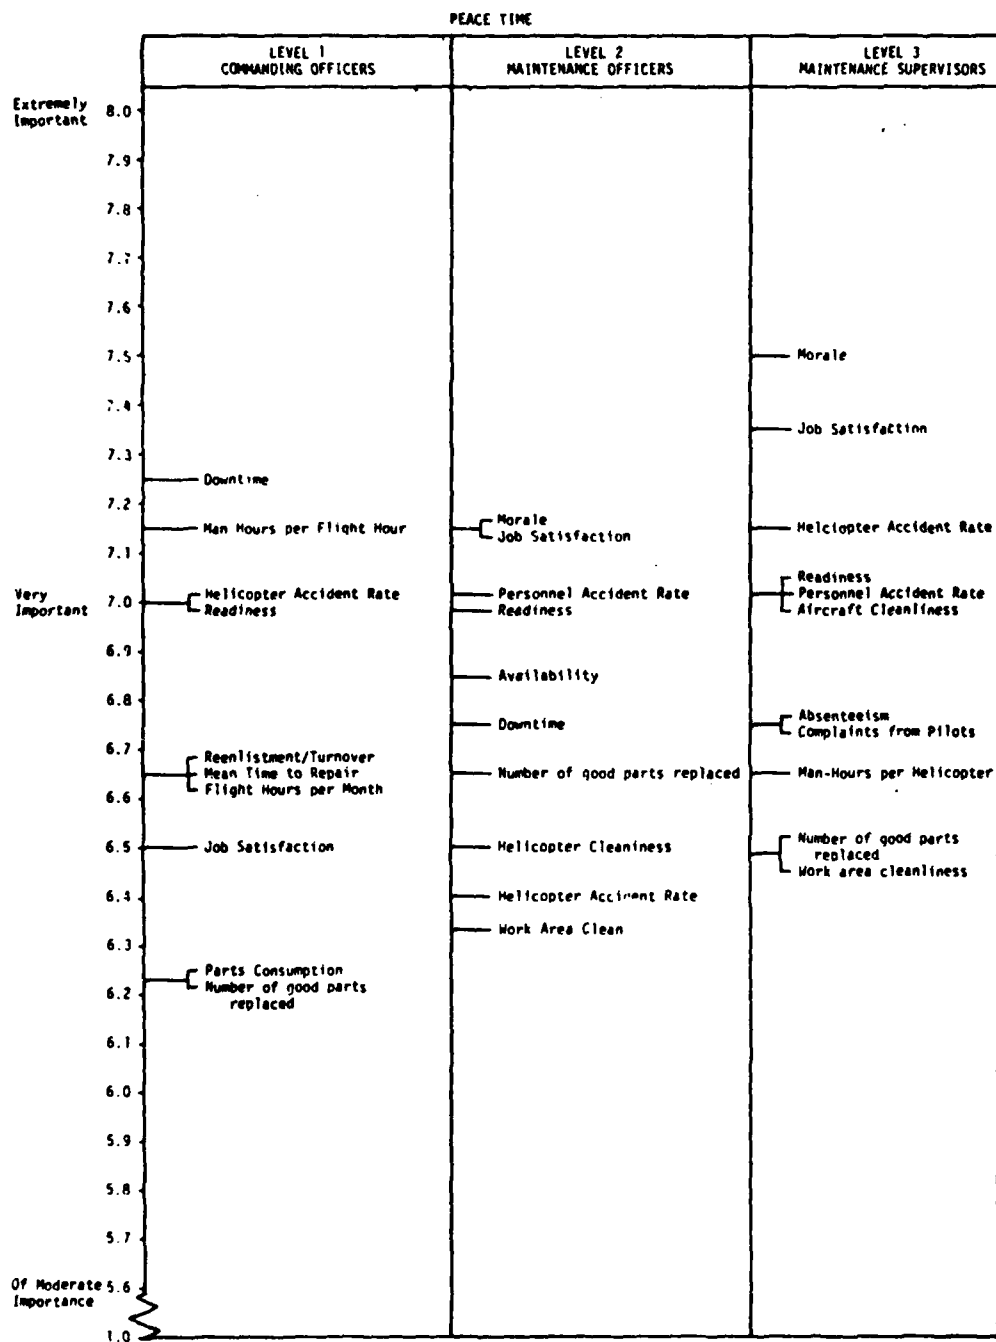 PEACE TIME
LEVEL 1
COMMANDING OFFICERS
LEVEL 2
MAINTENANCE OFFICERS
LEVEL 3
MAINTENANCE SUPERVISORS
Extremely
Important
8.0
7.9
7.8
7.7
7.6
7.5
Morale
7.4
Job Satisfaction
7.3
Downtime
7.2
Man Hours per Flight Hour
Morale
Job Satisfaction
Helciopter Accident Rate
7.1
Very
Important
7.0
Helicopter Accident Rate
Readiness
Personnel Accident Rate
Readiness
Readiness
Personnel Accident Rate
Aircraft Cleanliness
6.9
Availability
6.8
Downtime
Absenteeism
Complaints from Pilots
6.7
Reenlistment/Turnover
Mean Time to Repair
Flight Hours per Month
Number of good parts replaced
Man-Hours per Helicopter
6.6
6.5
Job Satisfaction
Helicopter Cleaniness
Number of good parts
replaced
Work area cleanliness
6.4
Helicopter Accident Rate
Work Area Clean
6.3
Parts Consumption
Number of good parts
replaced
6.2
6.1
6.0
5.9
5.8
5.7
Of Moderate
Importance
5.6
1.0